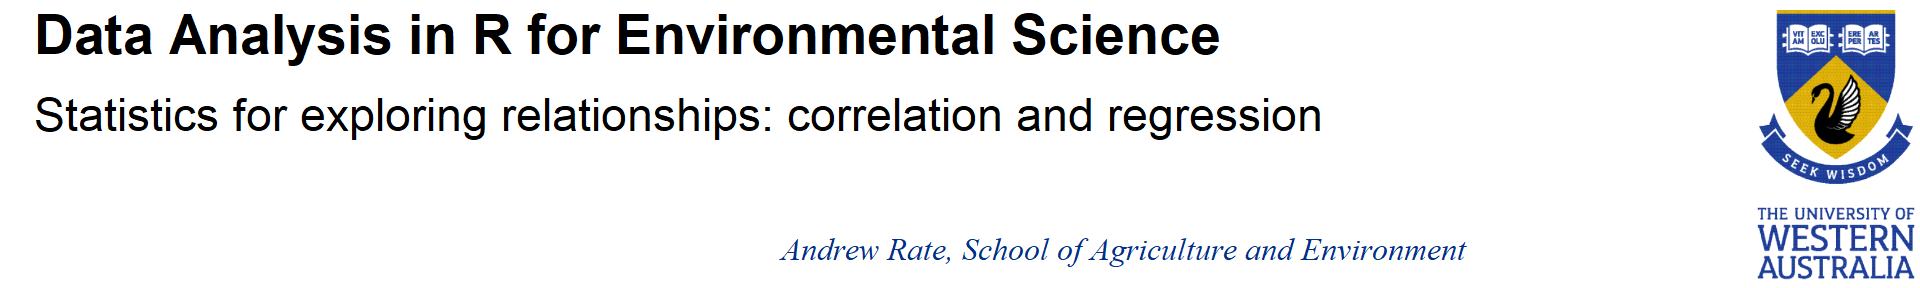 Data Analysis in R for Environmental Science
Statistics for exploring relationships: correlation and regression
Andrew Rate, School of Agriculture and Environment
VIT EXC ERE AR
AM OLU PER TES
SEEK WISDOM
THE UNIVERSITY OF
WESTERN
AUSTRALIA